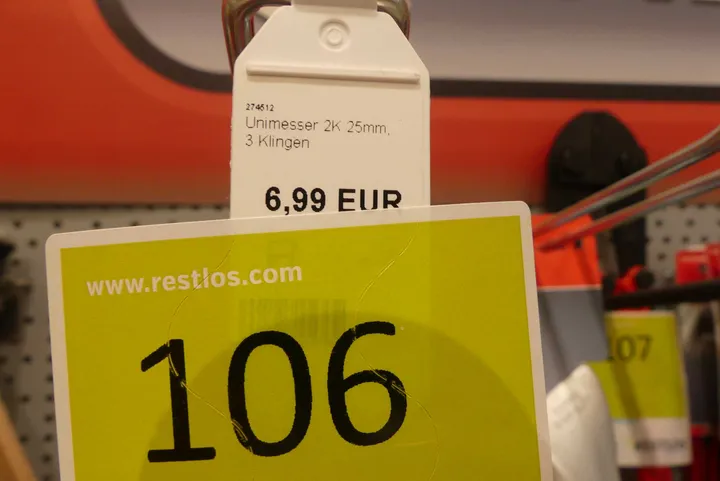 274512
Unimesser 2K 25mm,
3 Klingen
6,99 EUR
www.restlos.com
106
107